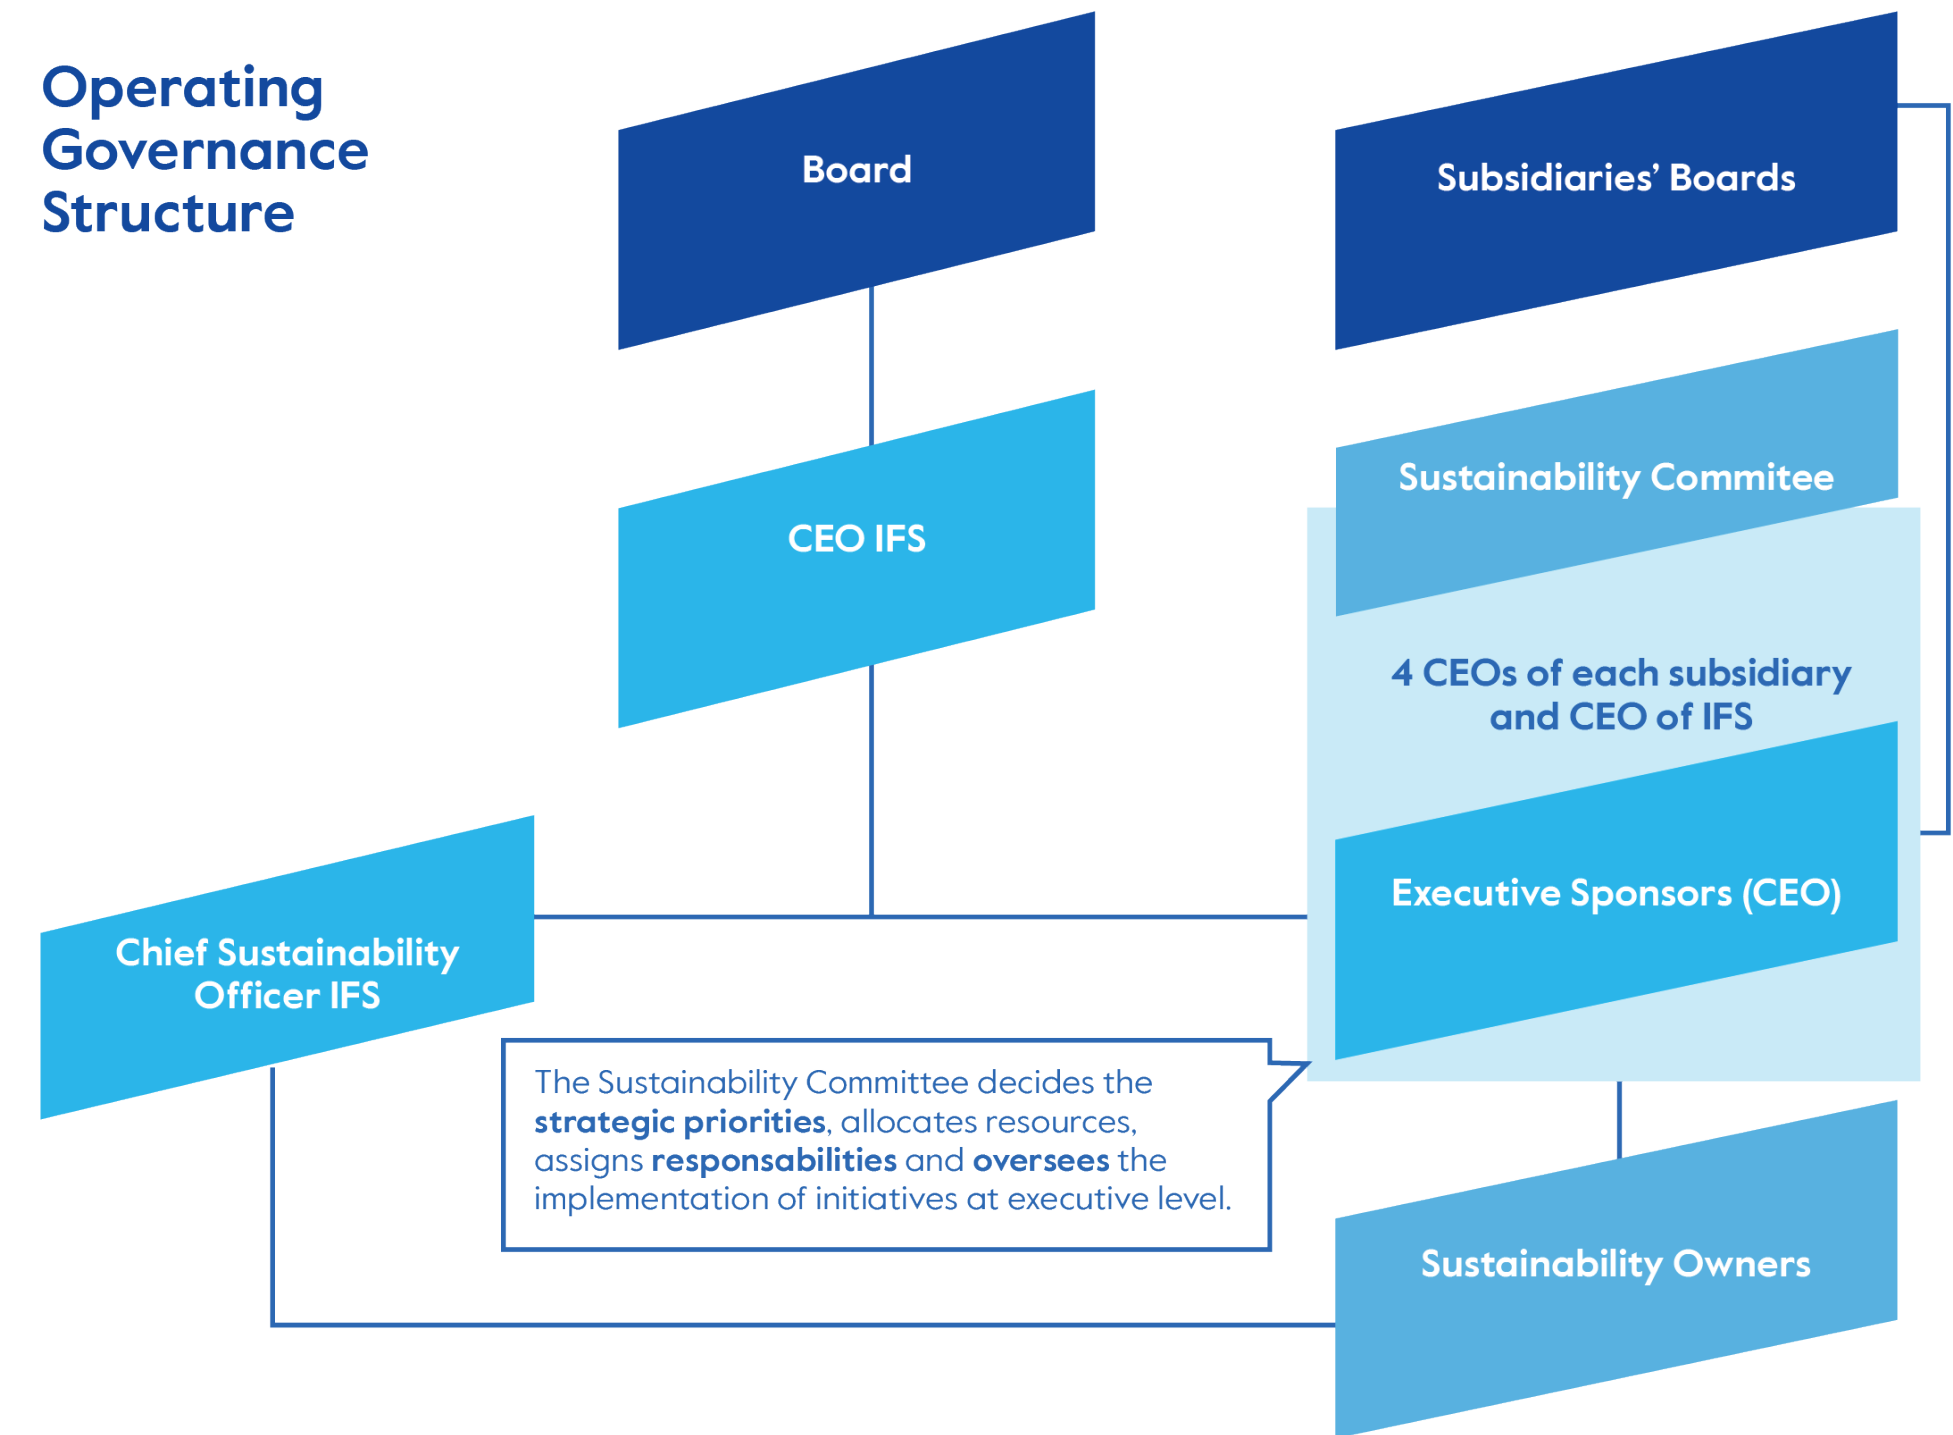 Operating
Governance
Structure
Board
Subsidiaries’ Boards
Sustainability Commitee
CEO IFS
4 CEOs of each subsidiary
and CEO of IFS
Executive Sponsors (CEO)
Chief Sustainability
Officer IFS
The Sustainability Committee decides the
strategic priorities, allocates resources,
assigns responsabilities and oversees the
implementation of initiatives at executive level.
Sustainability Owners